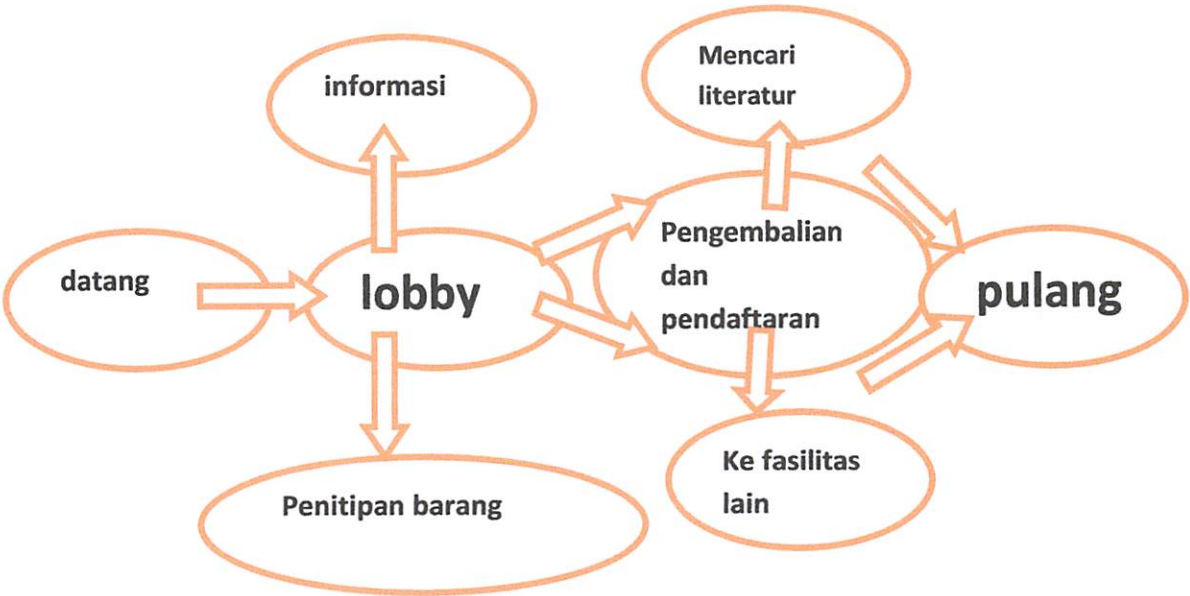 informasi
Mencari
literatur
datang
lobby
Pengembalian
dan
pendaftaran
pulang
Penitipan barang
Ke fasilitas
lain